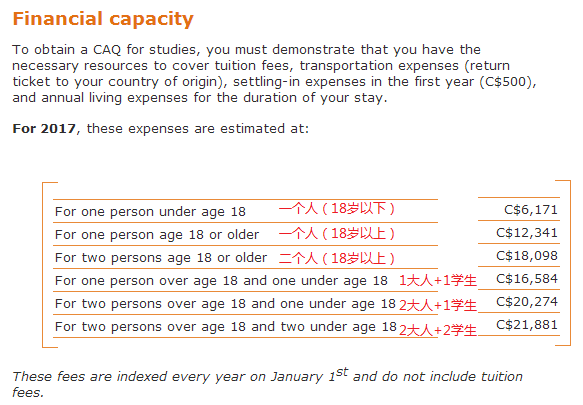 Financial capacity
To obtain a CAQ for studies, you must demonstrate that you have the
necessary resources to cover tuition fees, transportation expenses (return
ticket to your country of origin), settling-in expenses in the first year (C$500),
and annual living expenses for the duration of your stay.
For 2017, these expenses are estimated at:
For one person under age 18 一个人（18岁以下） C$6,171
For one person age 18 or older 一个人（18岁以上） C$12,341
For two persons age 18 or older 二个人（18岁以上） C$18,098
For one person over age 18 and one under age 18 1大人+1学生 C$16,584
For two persons over age 18 and one under age 18 2大人+1学生 C$20,274
For two persons over age 18 and two under age 18 2大人+2学生 C$21,881
These fees are indexed every year on January 1st and do not include tuition
fees.